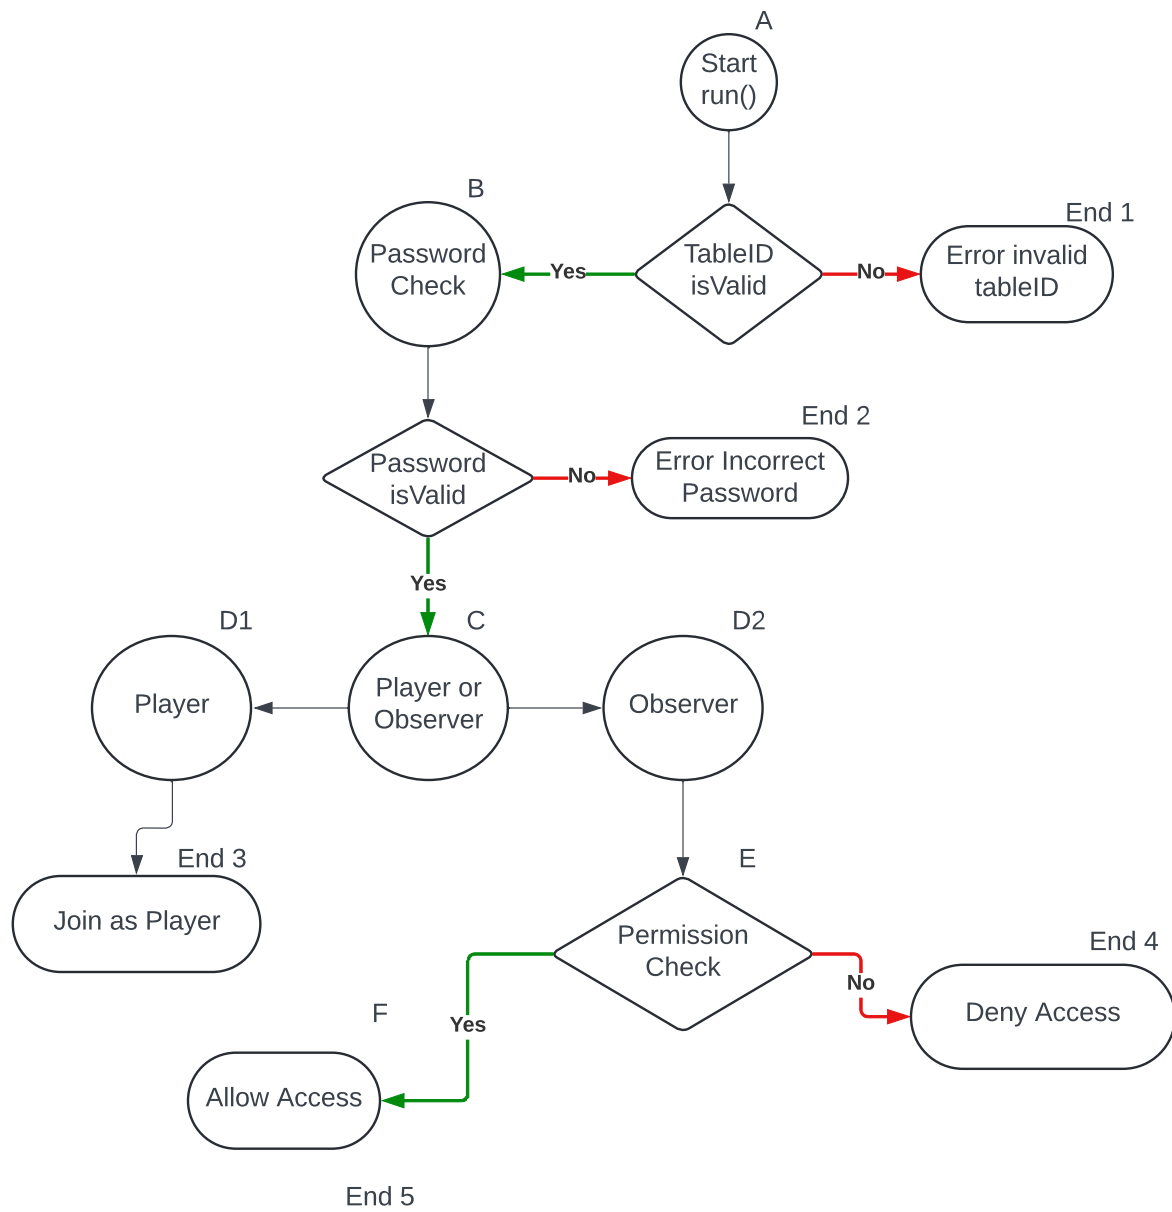 A
Start
run()
B
End 1
Password
Check
Yes
TableID
isValid
No
Error invalid
tableID
End 2
Password
isValid
No
Error Incorrect
Password
Yes
D1
C
D2
Player
Player or
Observer
Observer
End 3
E
Join as Player
Permission
Check
End 4
No
Deny Access
F
Yes
Allow Access
End 5